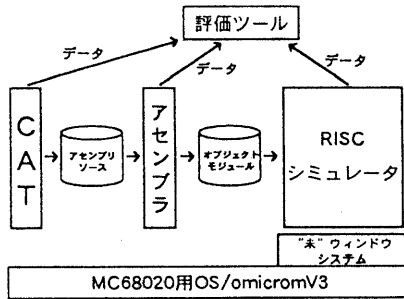 評価ツール
データ
データ
データ
CAT
アセンブリ
ソース
アセンブラ
オブジェクト
モジュール
RISC
シミュレータ
"未"ウィンドウ
システム
MC68020用OS/omicromV3